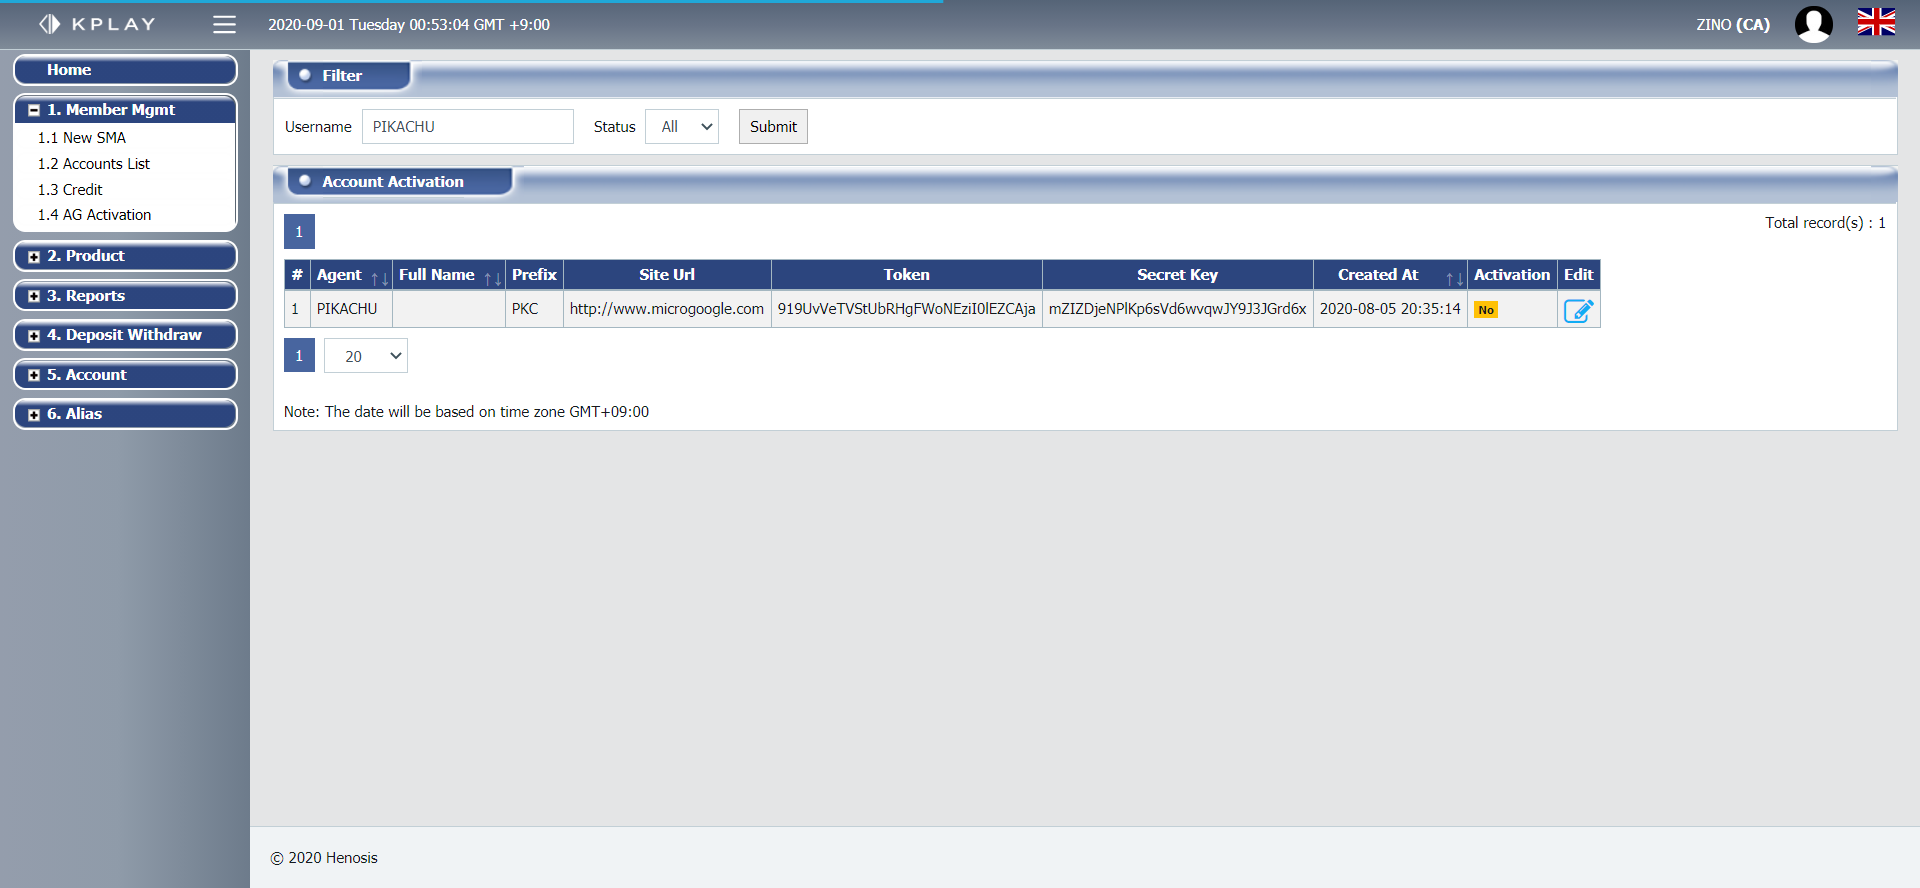 KPLAY
2020-09-01 Tuesday 00:53:04 GMT +9:00
ZINO (CA)
Home
1. Member Mgmt
1.1 New SMA
1.2 Accounts List
1.3 Credit
1.4 AG Activation
2. Product
3. Reports
4. Deposit Withdraw
5. Account
6. Alias
Filter
Username PIKACHU Status All Submit
Account Activation
1 Total record(s) : 1
# Agent Full Name Prefix Site Url Token Secret Key Created At Activation Edit
1 PIKACHU PKC http://www.microgoogle.com 919UvVeTVStUbRHgFWoNEziI0lEZCAja mZIZDjeNPlKp6sVd6wvqwJY9J3JGrd6x 2020-08-05 20:35:14 No
1 20
Note: The date will be based on time zone GMT+09:00
© 2020 Henosis